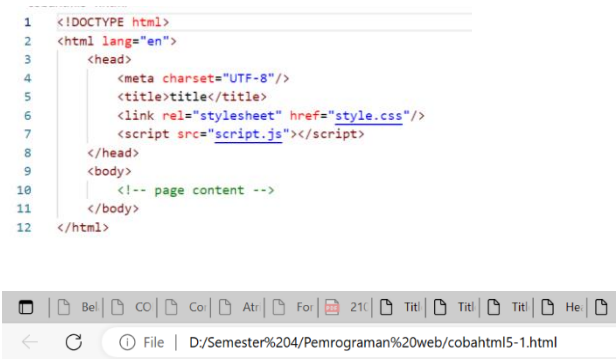 1 <!DOCTYPE html>
2 <html lang="en">
3 <head>
4 <meta charset="UTF-8"/>
5 <title>title</title>
6 <link rel="stylesheet" href="style.css"/>
7 <script src="script.js"></script>
8 </head>
9 <body>
10 <!-- page content -->
11 </body>
12 </html>
Bel CO Co Atr For 210 Titl Titl Titl He
File D:/Semester%204/Pemrograman%20web/cobahtml5-1.html